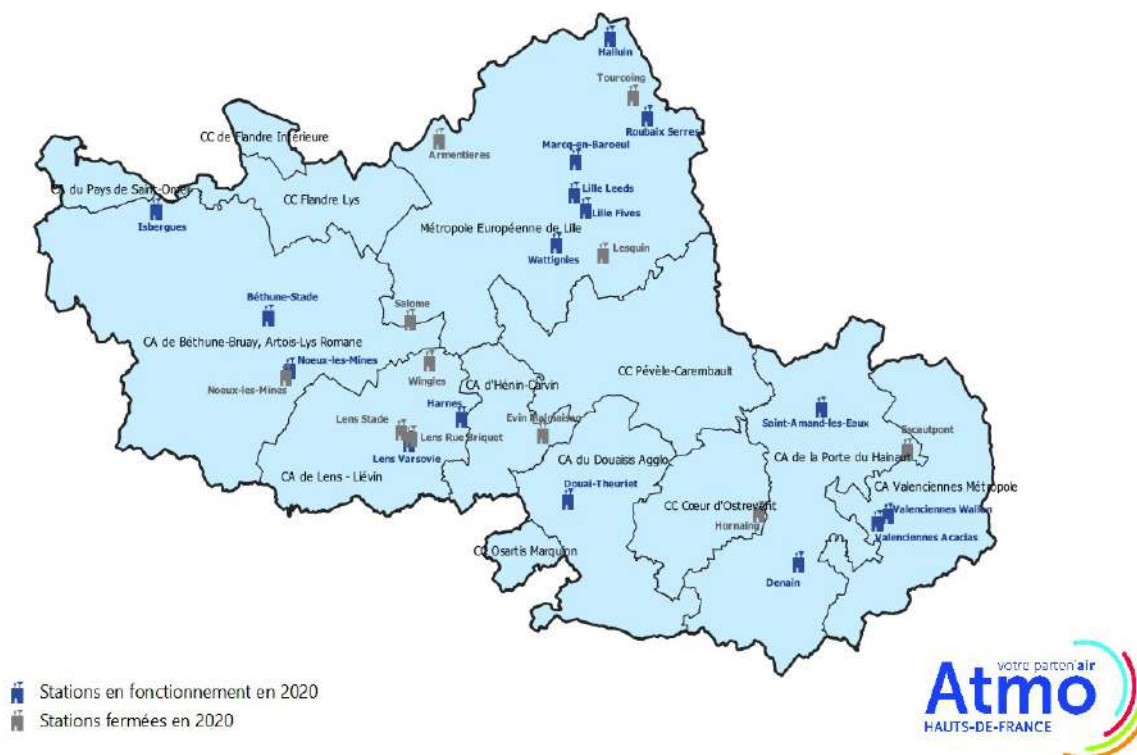 Halluin
Tourcoing
Roubaix Serres
CC de Flandre Intérieure
Armentieres
Marcq-en-Baroeul
CA du Pays de Saint-Omer
CC Flandre Lys
Lille Leeds
Lille Fives
Isbergues
Métropole Européenne de Lille
Lesquin
Wattignies
Béthune-Stade
Salome
CA de Béthune-Bruay, Artois-Lys Romane
Noeux-les-Mines
Wingles
CA d'Hénin-Carvin
CC Pévèle-Carembault
Noeux-les-Mines
Harnes
Lens Stade
Evin Malmaison
Saint-Amand-les-Eaux
Escautpont
Lens Rue Briquet
Lens Varsovie
CA du Douaisis Agglo
CA de la Porte du Hainaut
CA de Lens - Liévin
Douai-Theuriet
CA Valenciennes Métropole
CC Cœur d'Ostrevent
Valenciennes Wallon
Hornaing
Valenciennes Acacias
CC Osartis Marquion
Denain
Stations en fonctionnement en 2020
Stations fermées en 2020
votre parten'air
Atmo
HAUTS-DE-FRANCE